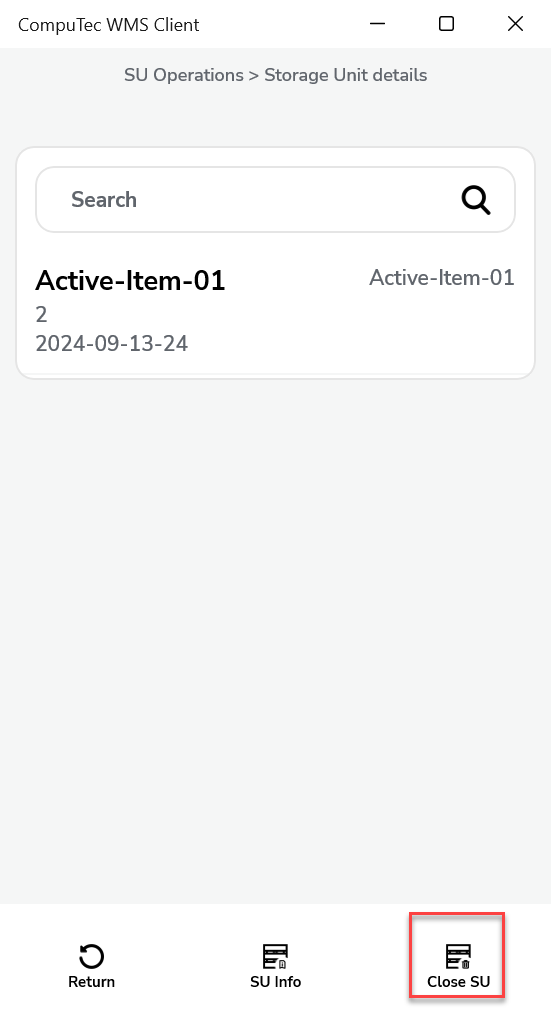 CompuTec WMS Client
SU Operations > Storage Unit details
Search
Active-Item-01 Active-Item-01
2
2024-09-13-24
Return SU Info Close SU